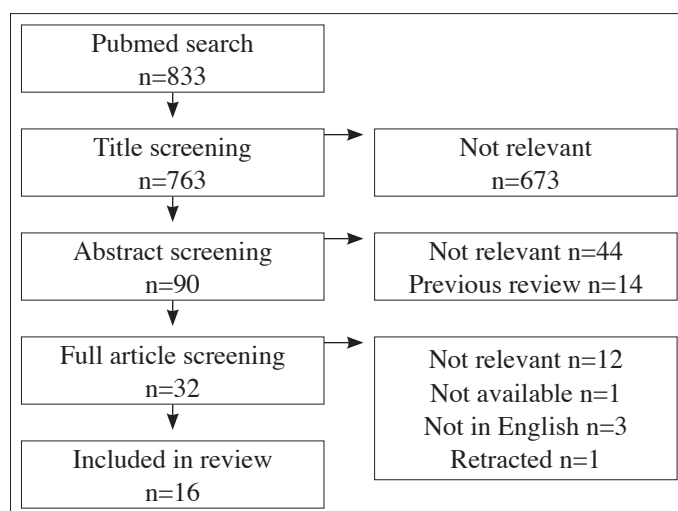 Pubmed search
n=833
Title screening
n=763
Not relevant
n=673
Abstract screening
n=90
Not relevant n=44
Previous review n=14
Full article screening
n=32
Not relevant n=12
Not available n=1
Not in English n=3
Retracted n=1
Included in review
n=16